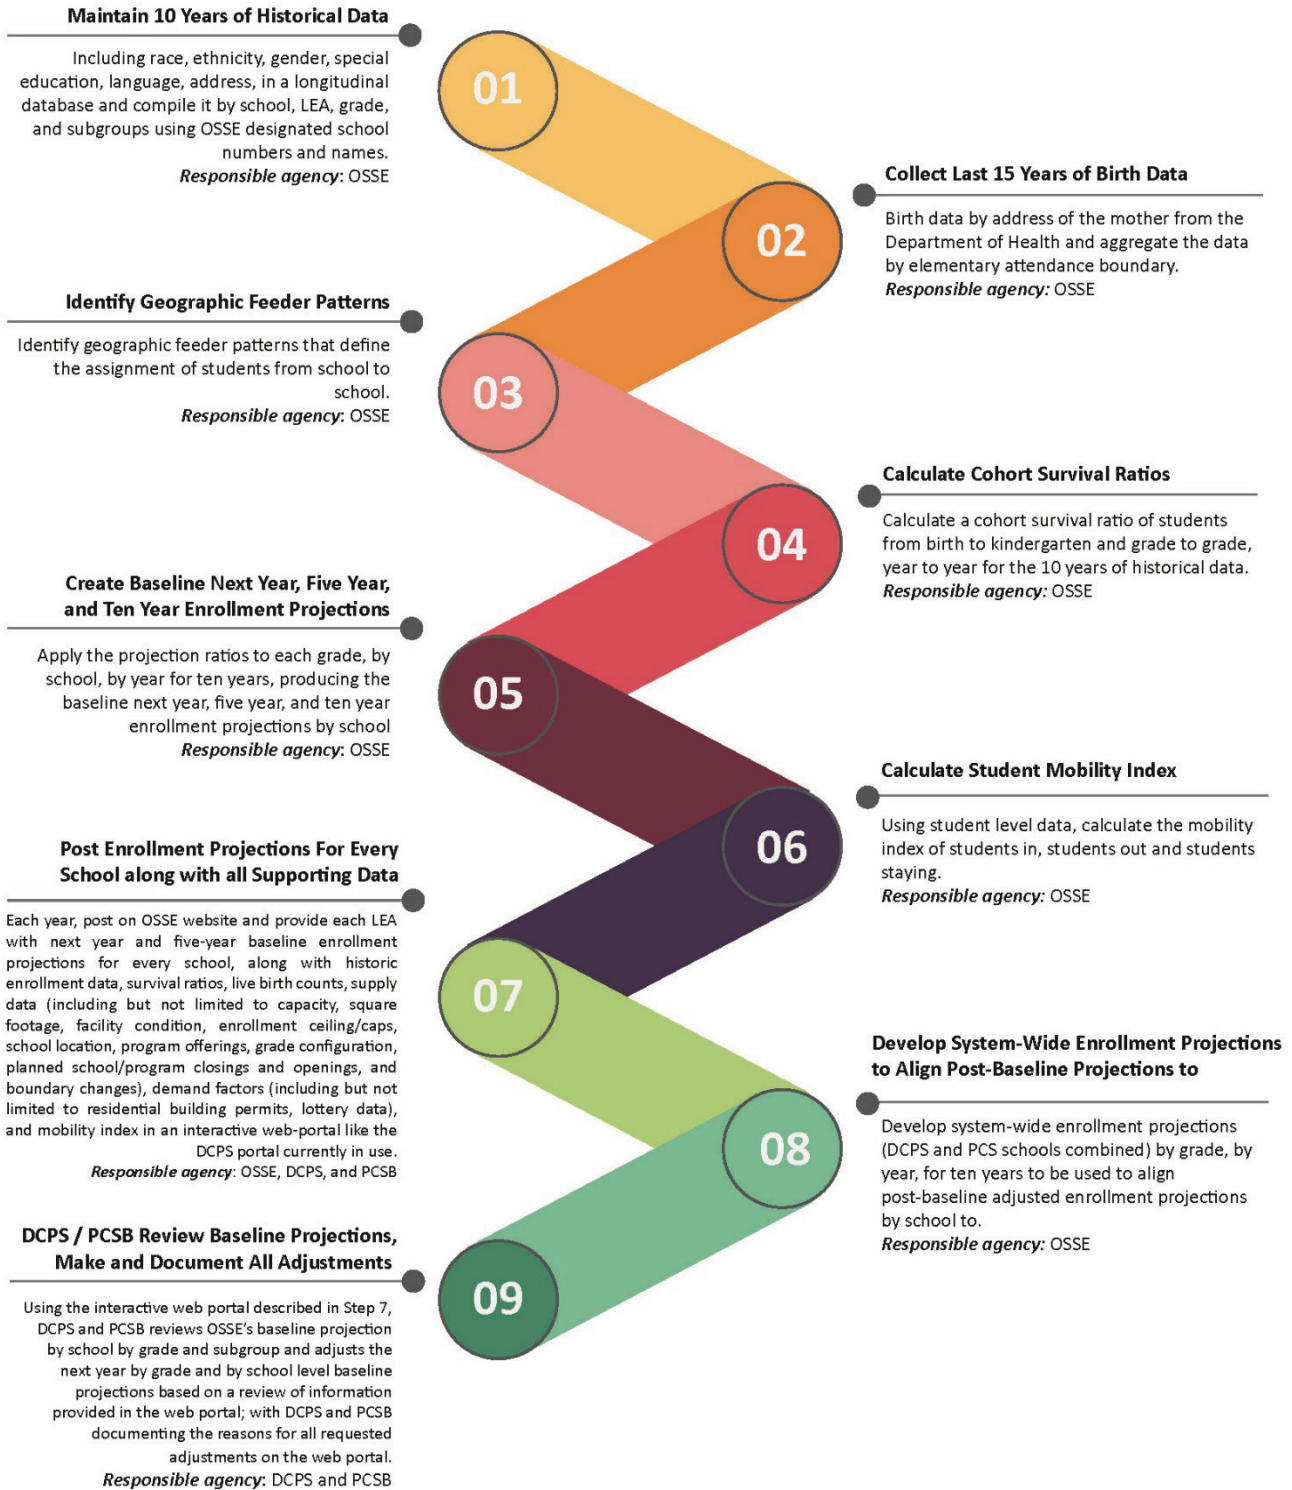 Maintain 10 Years of Historical Data
Including race, ethnicity, gender, special
education, language, address, in a longitudinal
database and compile it by school, LEA, grade,
and subgroups using OSSE designated school
numbers and names.
Responsible agency: OSSE
01
Collect Last 15 Years of Birth Data
Birth data by address of the mother from the
Department of Health and aggregate the data
by elementary attendance boundary.
Responsible agency: OSSE
02
Identify Geographic Feeder Patterns
Identify geographic feeder patterns that define
the assignment of students from school to
school.
Responsible agency: OSSE
03
Calculate Cohort Survival Ratios
Calculate a cohort survival ratio of students
from birth to kindergarten and grade to grade,
year to year for the 10 years of historical data.
Responsible agency: OSSE
04
Create Baseline Next Year, Five Year,
and Ten Year Enrollment Projections
Apply the projection ratios to each grade, by
school, by year for ten years, producing the
baseline next year, five year, and ten year
enrollment projections by school
Responsible agency: OSSE
05
Calculate Student Mobility Index
Using student level data, calculate the mobility
index of students in, students out and students
staying.
Responsible agency: OSSE
06
Post Enrollment Projections For Every
School along with all Supporting Data
Each year, post on OSSE website and provide each LEA
with next year and five-year baseline enrollment
projections for every school, along with historic
enrollment data, survival ratios, live birth counts, supply
data (including but not limited to capacity, square
footage, facility condition, enrollment ceiling/caps,
school location, program offerings, grade configuration,
planned school/program closings and openings, and
boundary changes), demand factors (including but not
limited to residential building permits, lottery data),
and mobility index in an interactive web-portal like the
DCPS portal currently in use.
Responsible agency: OSSE, DCPS, and PCSB
07
Develop System-Wide Enrollment Projections
to Align Post-Baseline Projections to
Develop system-wide enrollment projections
(DCPS and PCS schools combined) by grade, by
year, for ten years to be used to align
post-baseline adjusted enrollment projections
by school to.
Responsible agency: OSSE
08
DCPS / PCSB Review Baseline Projections,
Make and Document All Adjustments
Using the interactive web portal described in Step 7,
DCPS and PCSB reviews OSSE's baseline projection
by school by grade and subgroup and adjusts the
next year by grade and by school level baseline
projections based on a review of information
provided in the web portal; with DCPS and PCSB
documenting the reasons for all requested
adjustments on the web portal.
Responsible agency: DCPS and PCSB
09